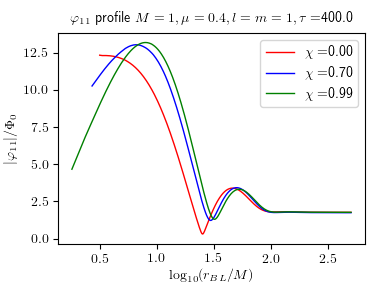 φ₁₁ profile M = 1, μ = 0.4, l = m = 1, τ =400.0
|φ₁₁|/Φ₀
12.5
10.0
7.5
5.0
2.5
0.0
χ =0.00
χ =0.70
χ =0.99
0.5 1.0 1.5 2.0 2.5
log₁₀(r_BL/M)